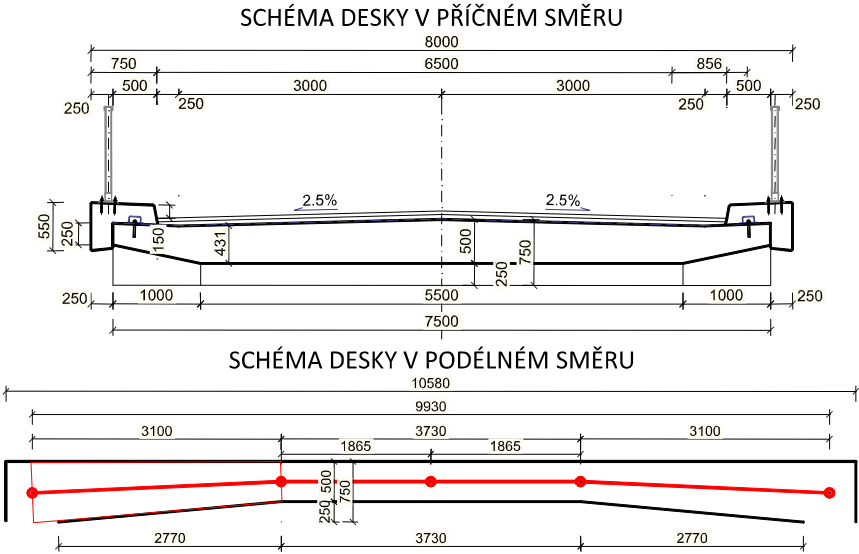 SCHÉMA DESKY V PŘÍČNÉM SMĚRU
8000
750 6500 856
500 3000 3000 500
250 250 250 250
2.5% 2.5%
550 250 150 431 500 750 250
250 1000 5500 1000 250
7500
SCHÉMA DESKY V PODÉLNÉM SMĚRU
10580
9930
3100 3730 3100
1865 1865
500 750 250
2770 3730 2770